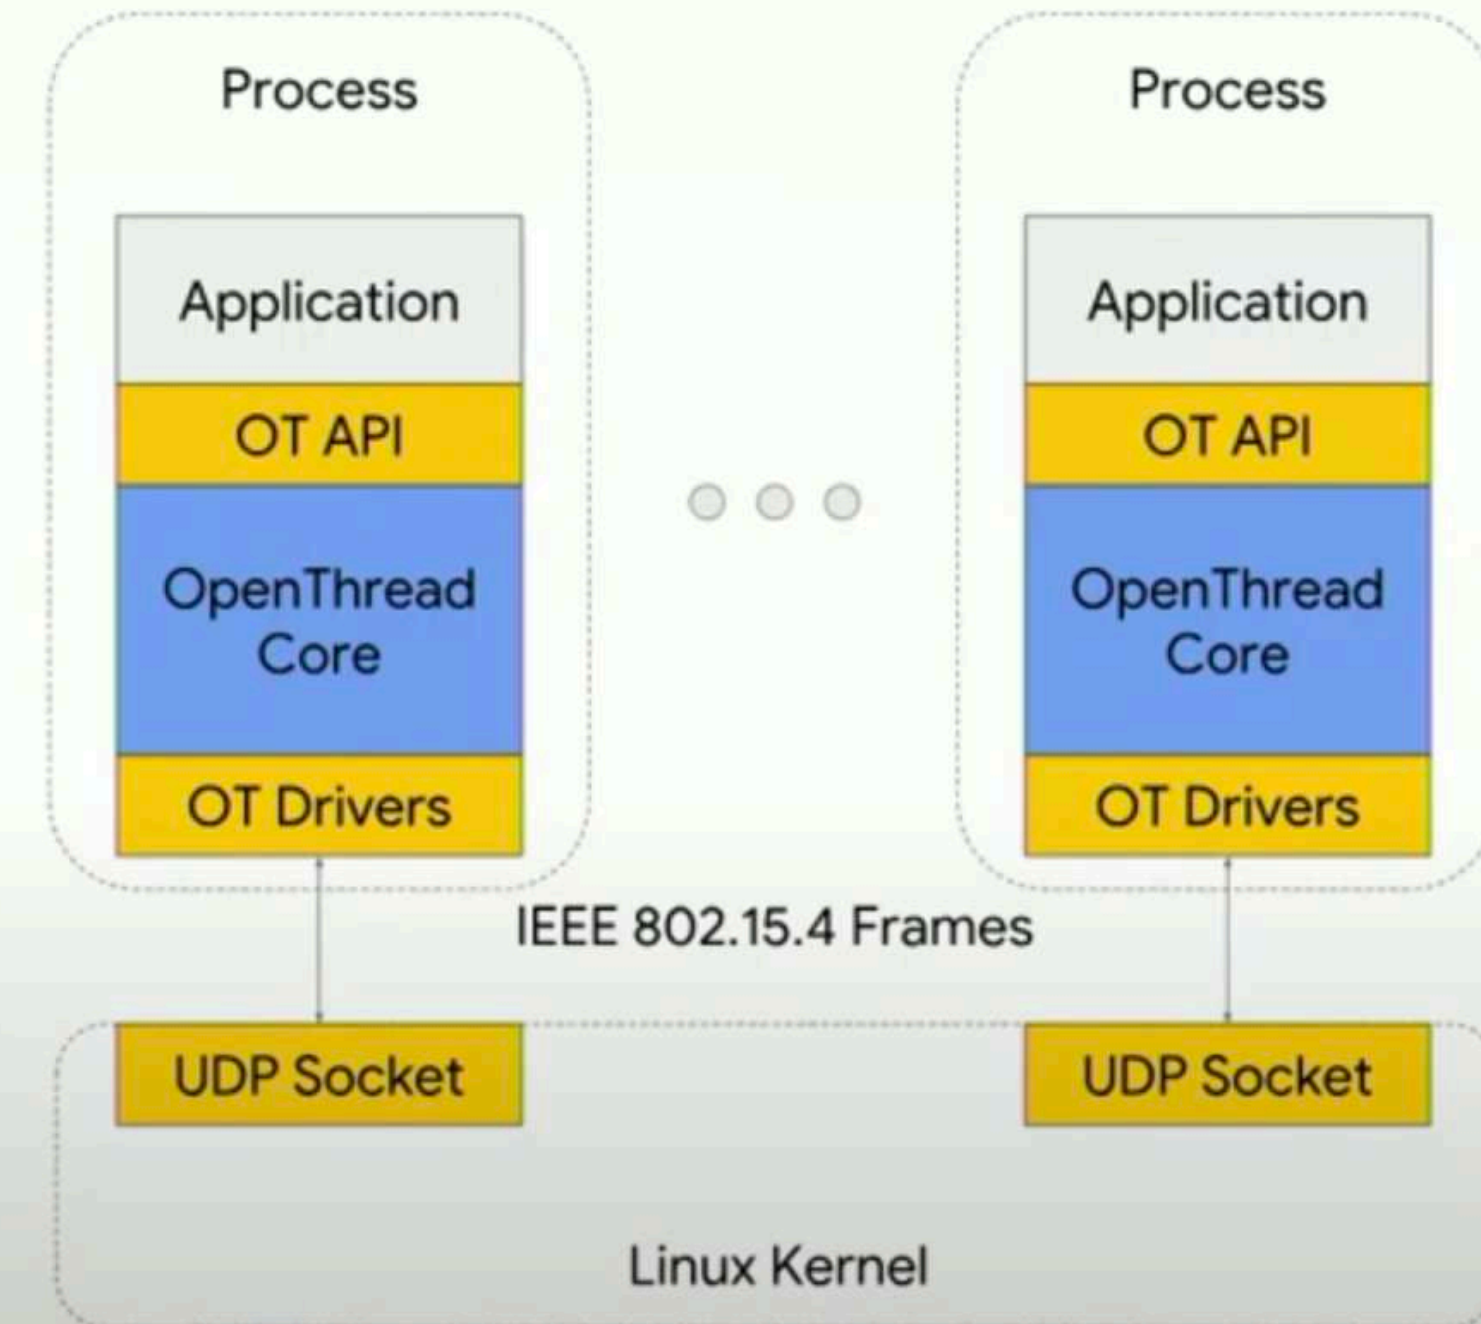 Process
Process
Application
Application
OT API
OT API
OpenThread
Core
OpenThread
Core
OT Drivers
OT Drivers
IEEE 802.15.4 Frames
UDP Socket
UDP Socket
Linux Kernel